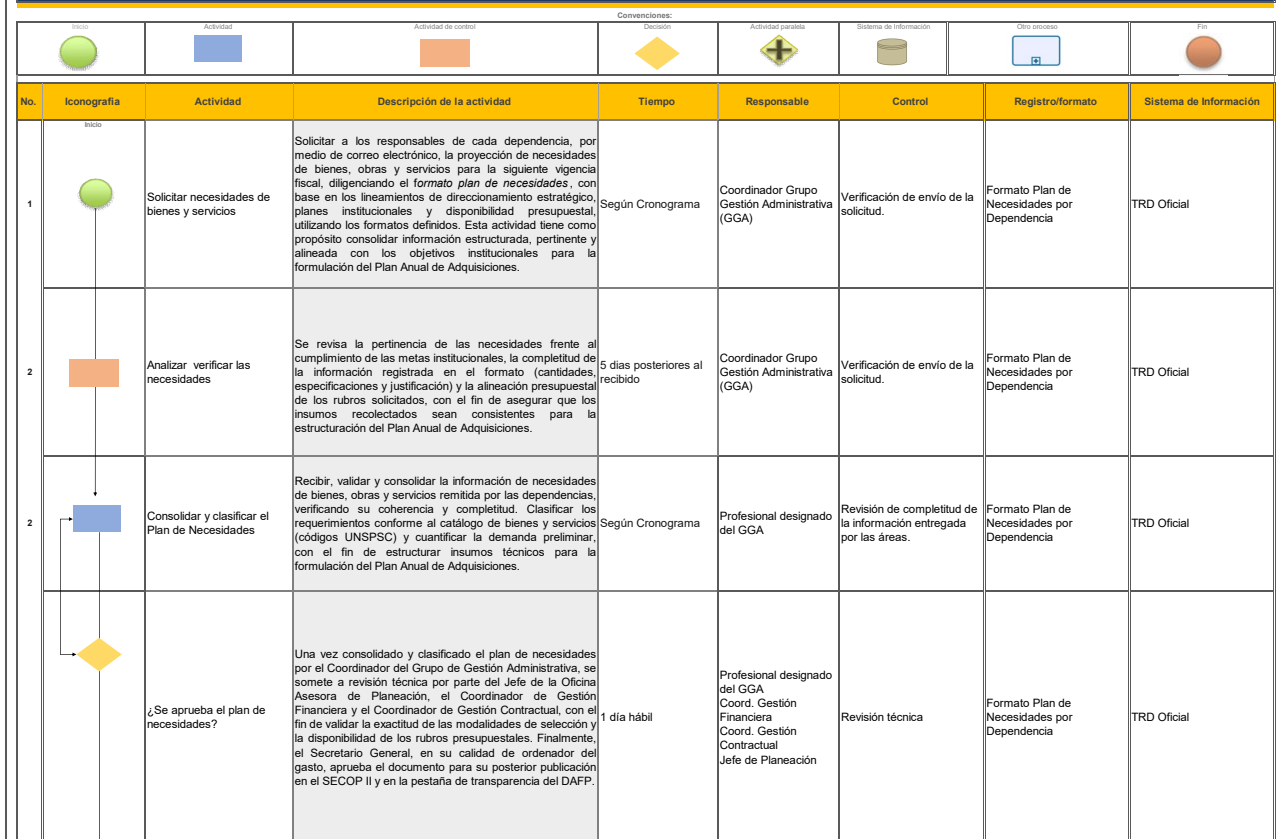 Convenciones:
Inicio
Actividad
Actividad de control
Decisión
Actividad paralela
Sistema de Información
Otro proceso
Fin
No.
Iconografia
Actividad
Descripción de la actividad
Tiempo
Responsable
Control
Registro/formato
Sistema de Información
Inicio
1
Solicitar necesidades de
bienes y servicios
Solicitar a los responsables de cada dependencia, por
medio de correo electrónico, la proyección de necesidades
de bienes, obras y servicios para la siguiente vigencia
fiscal, diligenciando el formato plan de necesidades, con
base en los lineamientos de direccionamiento estratégico,
planes institucionales y disponibilidad presupuestal,
utilizando los formatos definidos. Esta actividad tiene como
propósito consolidar información estructurada, pertinente y
alineada con los objetivos institucionales para la
formulación del Plan Anual de Adquisiciones.
Según Cronograma
Coordinador Grupo
Gestión Administrativa
(GGA)
Verificación de envío de la
solicitud.
Formato Plan de
Necesidades por
Dependencia
TRD Oficial
2
Analizar verificar las
necesidades
Se revisa la pertinencia de las necesidades frente al
cumplimiento de las metas institucionales, la completitud de
la información registrada en el formato (cantidades,
especificaciones y justificación) y la alineación presupuestal
de los rubros solicitados, con el fin de asegurar que los
insumos recolectados sean consistentes para la
estructuración del Plan Anual de Adquisiciones.
5 dias posteriores al
recibido
Coordinador Grupo
Gestión Administrativa
(GGA)
Verificación de envío de la
solicitud.
Formato Plan de
Necesidades por
Dependencia
TRD Oficial
2
Consolidar y clasificar el
Plan de Necesidades
Recibir, validar y consolidar la información de necesidades
de bienes, obras y servicios remitida por las dependencias,
verificando su coherencia y completitud. Clasificar los
requerimientos conforme al catálogo de bienes y servicios
(códigos UNSPSC) y cuantificar la demanda preliminar,
con el fin de estructurar insumos técnicos para la
formulación del Plan Anual de Adquisiciones.
Según Cronograma
Profesional designado
del GGA
Revisión de completitud de
la información entregada
por las áreas.
Formato Plan de
Necesidades por
Dependencia
TRD Oficial
¿Se aprueba el plan de
necesidades?
Una vez consolidado y clasificado el plan de necesidades
por el Coordinador del Grupo de Gestión Administrativa, se
somete a revisión técnica por parte del Jefe de la Oficina
Asesora de Planeación, el Coordinador de Gestión
Financiera y el Coordinador de Gestión Contractual, con el
fin de validar la exactitud de las modalidades de selección y
la disponibilidad de los rubros presupuestales. Finalmente,
el Secretario General, en su calidad de ordenador del
gasto, aprueba el documento para su posterior publicación
en el SECOP II y en la pestaña de transparencia del DAFP.
1 día hábil
Profesional designado
del GGA
Coord. Gestión
Financiera
Coord. Gestión
Contractual
Jefe de Planeación
Revisión técnica
Formato Plan de
Necesidades por
Dependencia
TRD Oficial